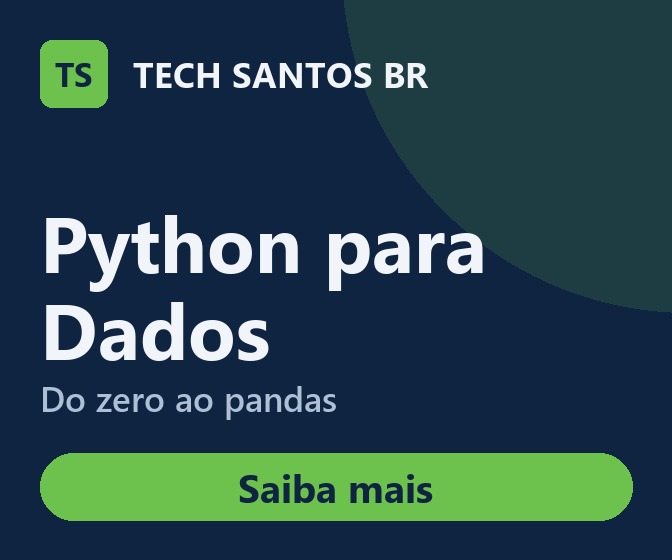 TS TECH SANTOS BR
Python para
Dados
Do zero ao pandas
Saiba mais